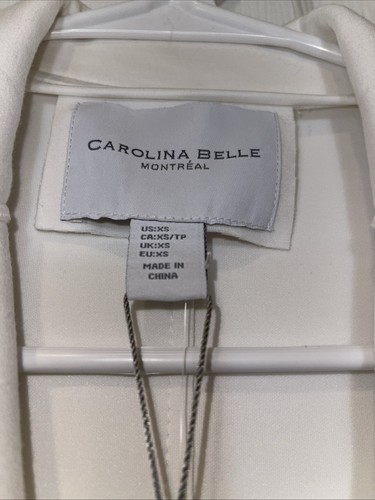 CAROLINA BELLE
MONTRÉAL
US:XS
CA:XS/TP
UK:XS
EU:XS
MADE IN
CHINA